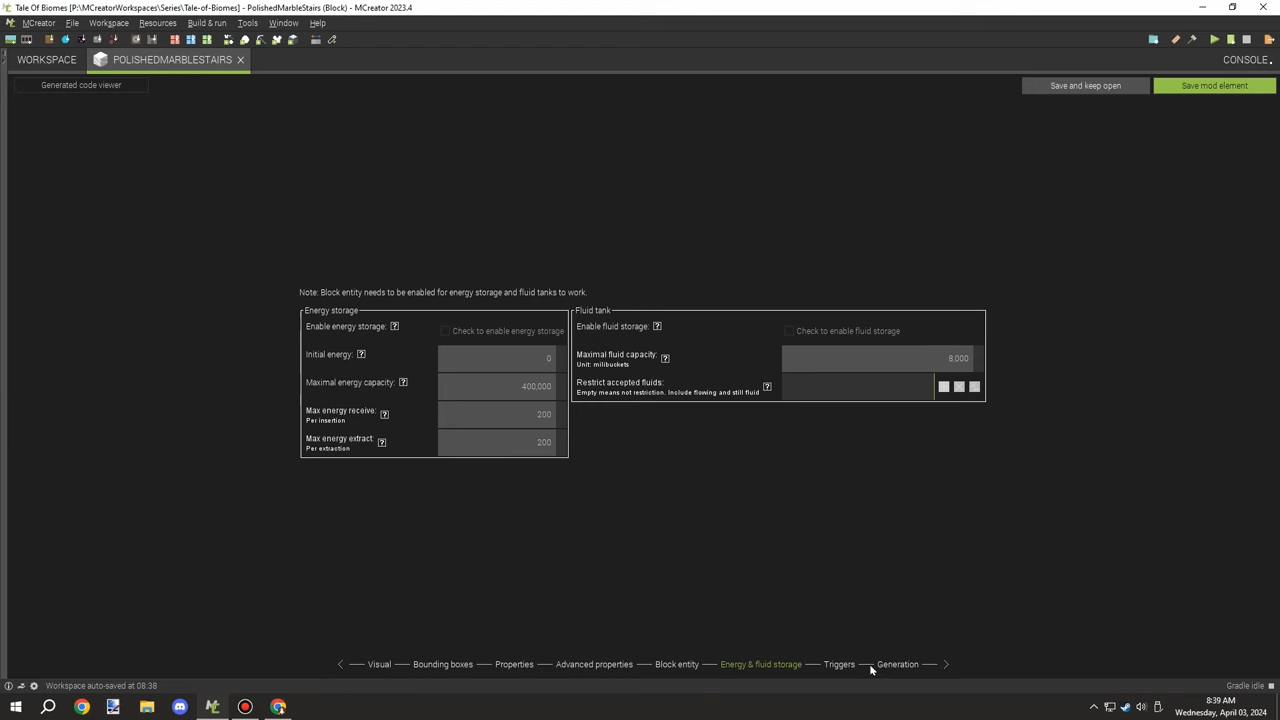 Tale Of Biomes [P:\MCreatorWorkspaces\Series\Tale-of-Biomes] - PolishedMarbleStairs (Block) - MCreator 2023.4
MCreator File Workspace Resources Build & run Tools Window Help
WORKSPACE POLISHEDMARBLESTAIRS CONSOLE
Generated code viewer Save and keep open Save mod element
Note: Block entity needs to be enabled for energy storage and fluid tanks to work.
Energy storage
Enable energy storage: ? Check to enable energy storage
Initial energy: ? 0
Maximal energy capacity: ? 400,000
Max energy receive: ? 200
Per insertion
Max energy extract: ? 200
Per extraction
Fluid tank
Enable fluid storage: ? Check to enable fluid storage
Maximal fluid capacity: ? 8,000
Unit: milibuckets
Restrict accepted fluids: ?
Empty means not restriction. Include flowing and still fluid
Visual Bounding boxes Properties Advanced properties Block entity Energy & fluid storage Triggers Generation
Workspace auto-saved at 08:38 Gradle idle
8:39 AM
Wednesday, April 03, 2024